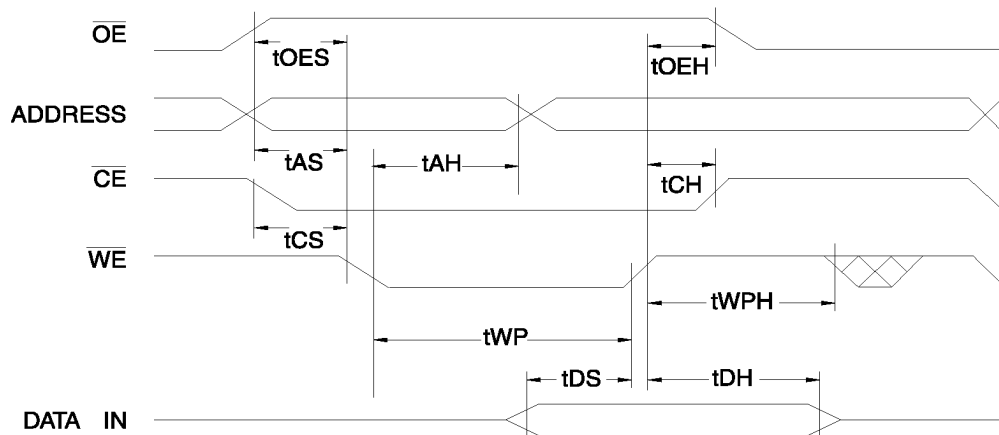 OE
tOES
tOEH
ADDRESS
tAS
tAH
tCH
CE
tCS
WE
tWPH
tWP
tDS
tDH
DATA IN